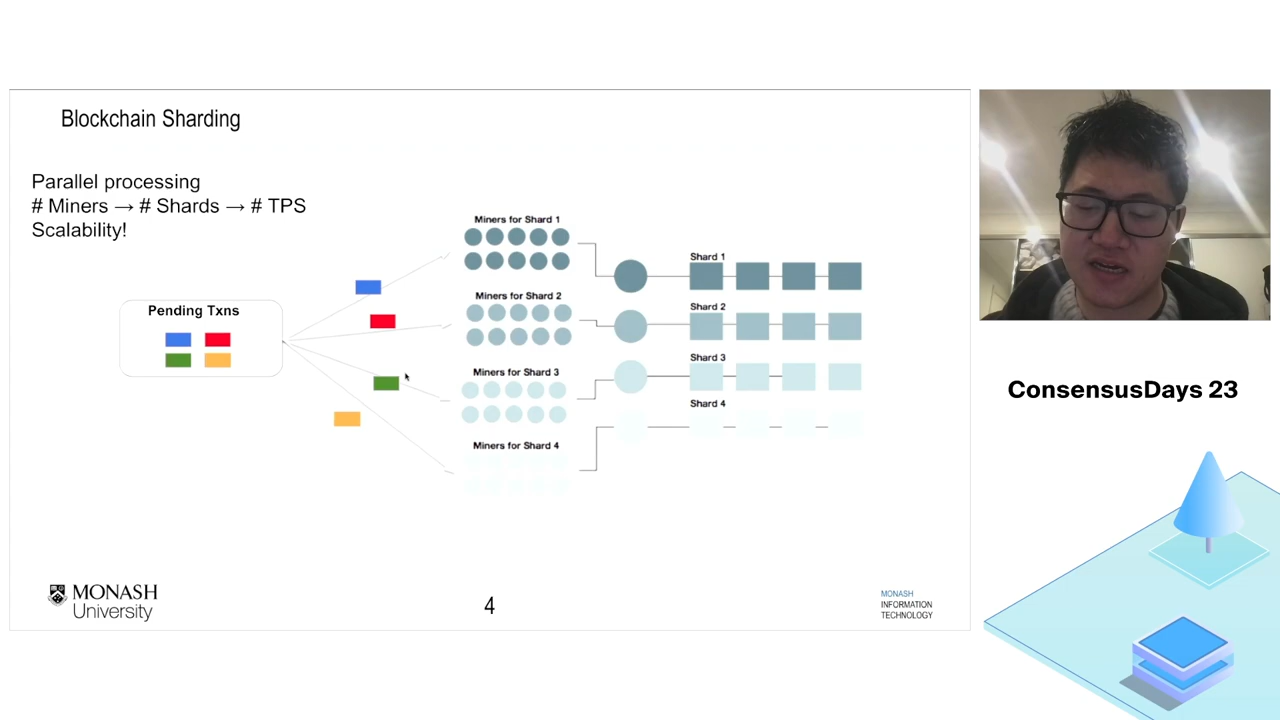 Blockchain Sharding
Parallel processing
# Miners → # Shards → # TPS
Scalability!
Pending Txns
Miners for Shard 1
Miners for Shard 2
Miners for Shard 3
Miners for Shard 4
Shard 1
Shard 2
Shard 3
Shard 4
MONASH
University
4
MONASH
INFORMATION
TECHNOLOGY
ConsensusDays 23